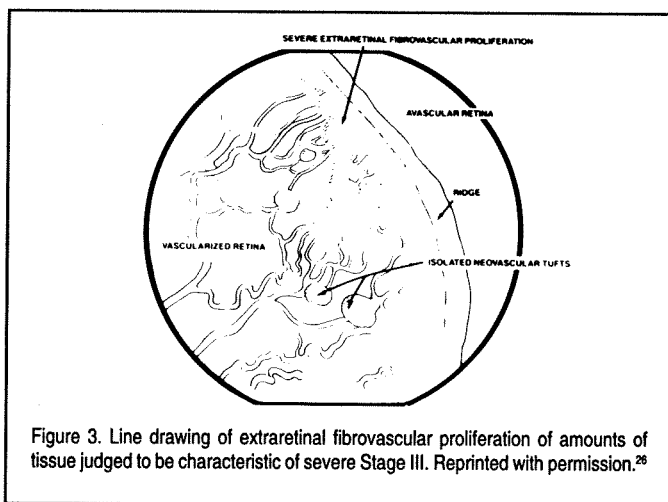 SEVERE EXTRARETINAL FIBROVASCULAR PROLIFERATION
AVASCULAR RETINA
RIDGE
VASCULARIZED RETINA
ISOLATED NEOVASCULAR TUFTS
Figure 3. Line drawing of extraretinal fibrovascular proliferation of amounts of
tissue judged to be characteristic of severe Stage III. Reprinted with permission.²⁶